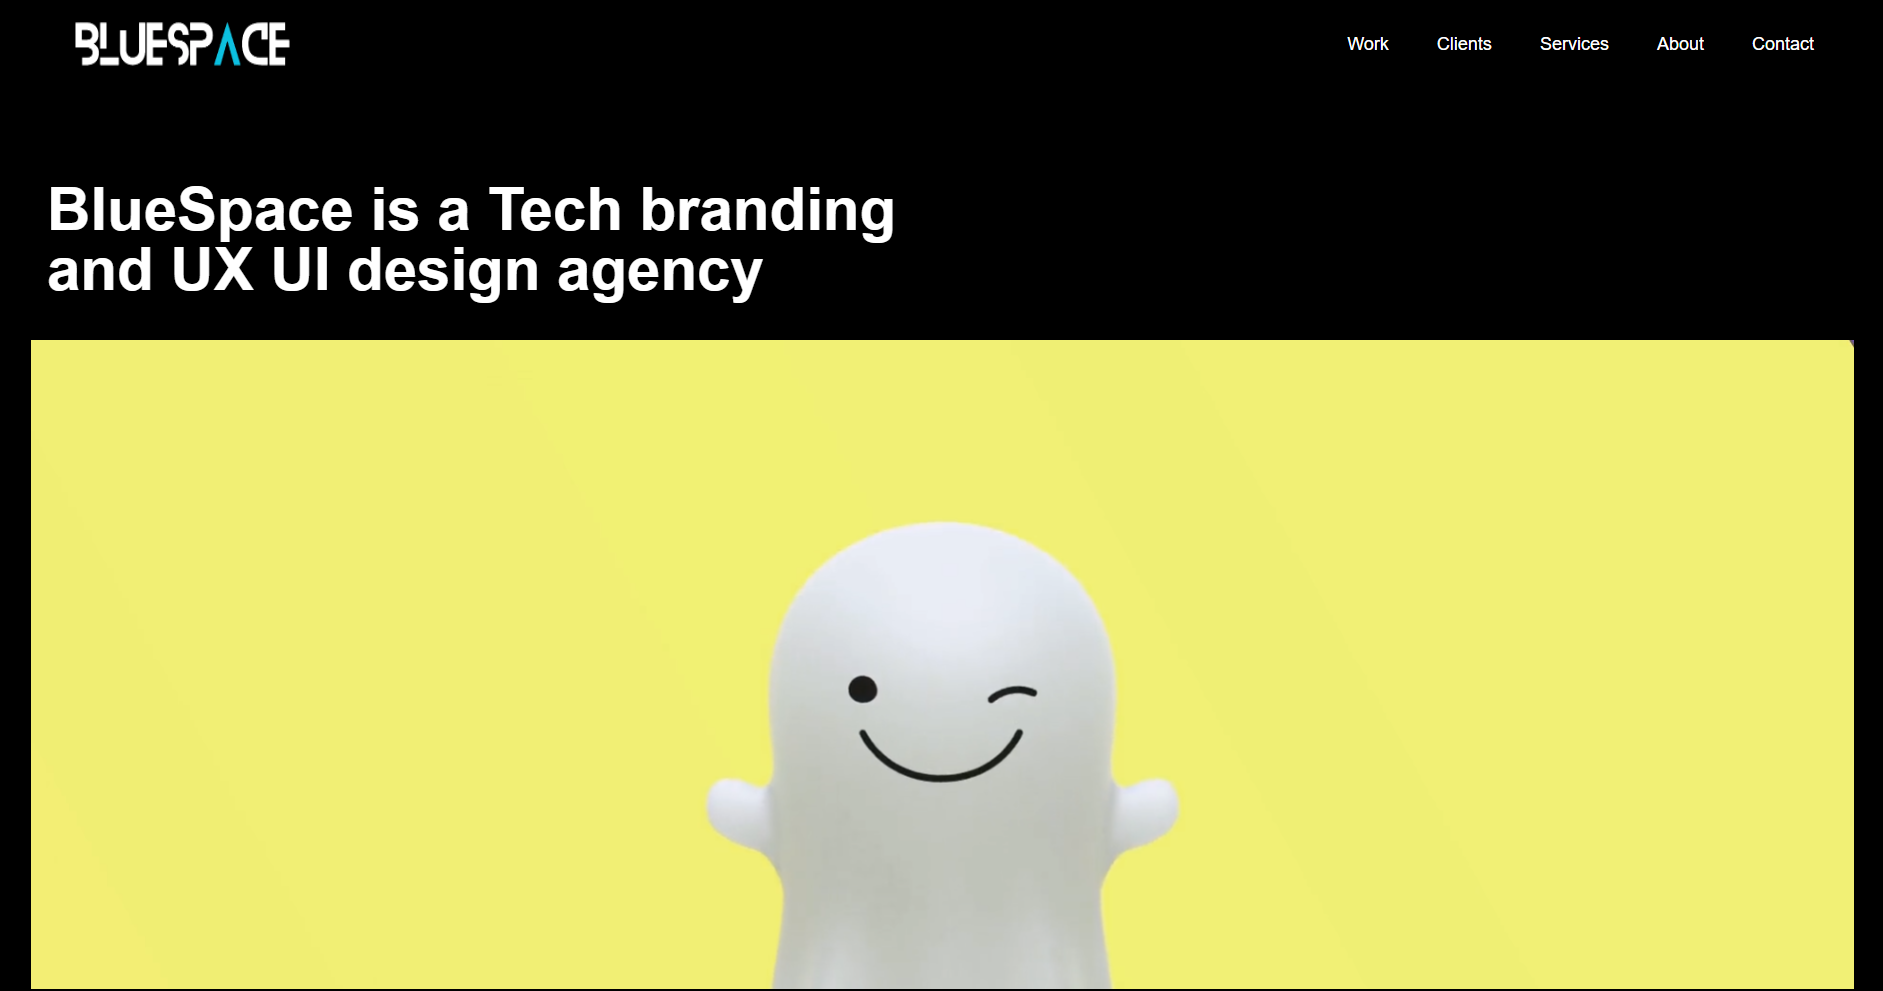 BLUESPACE
Work Clients Services About Contact
BlueSpace is a Tech branding
and UX UI design agency